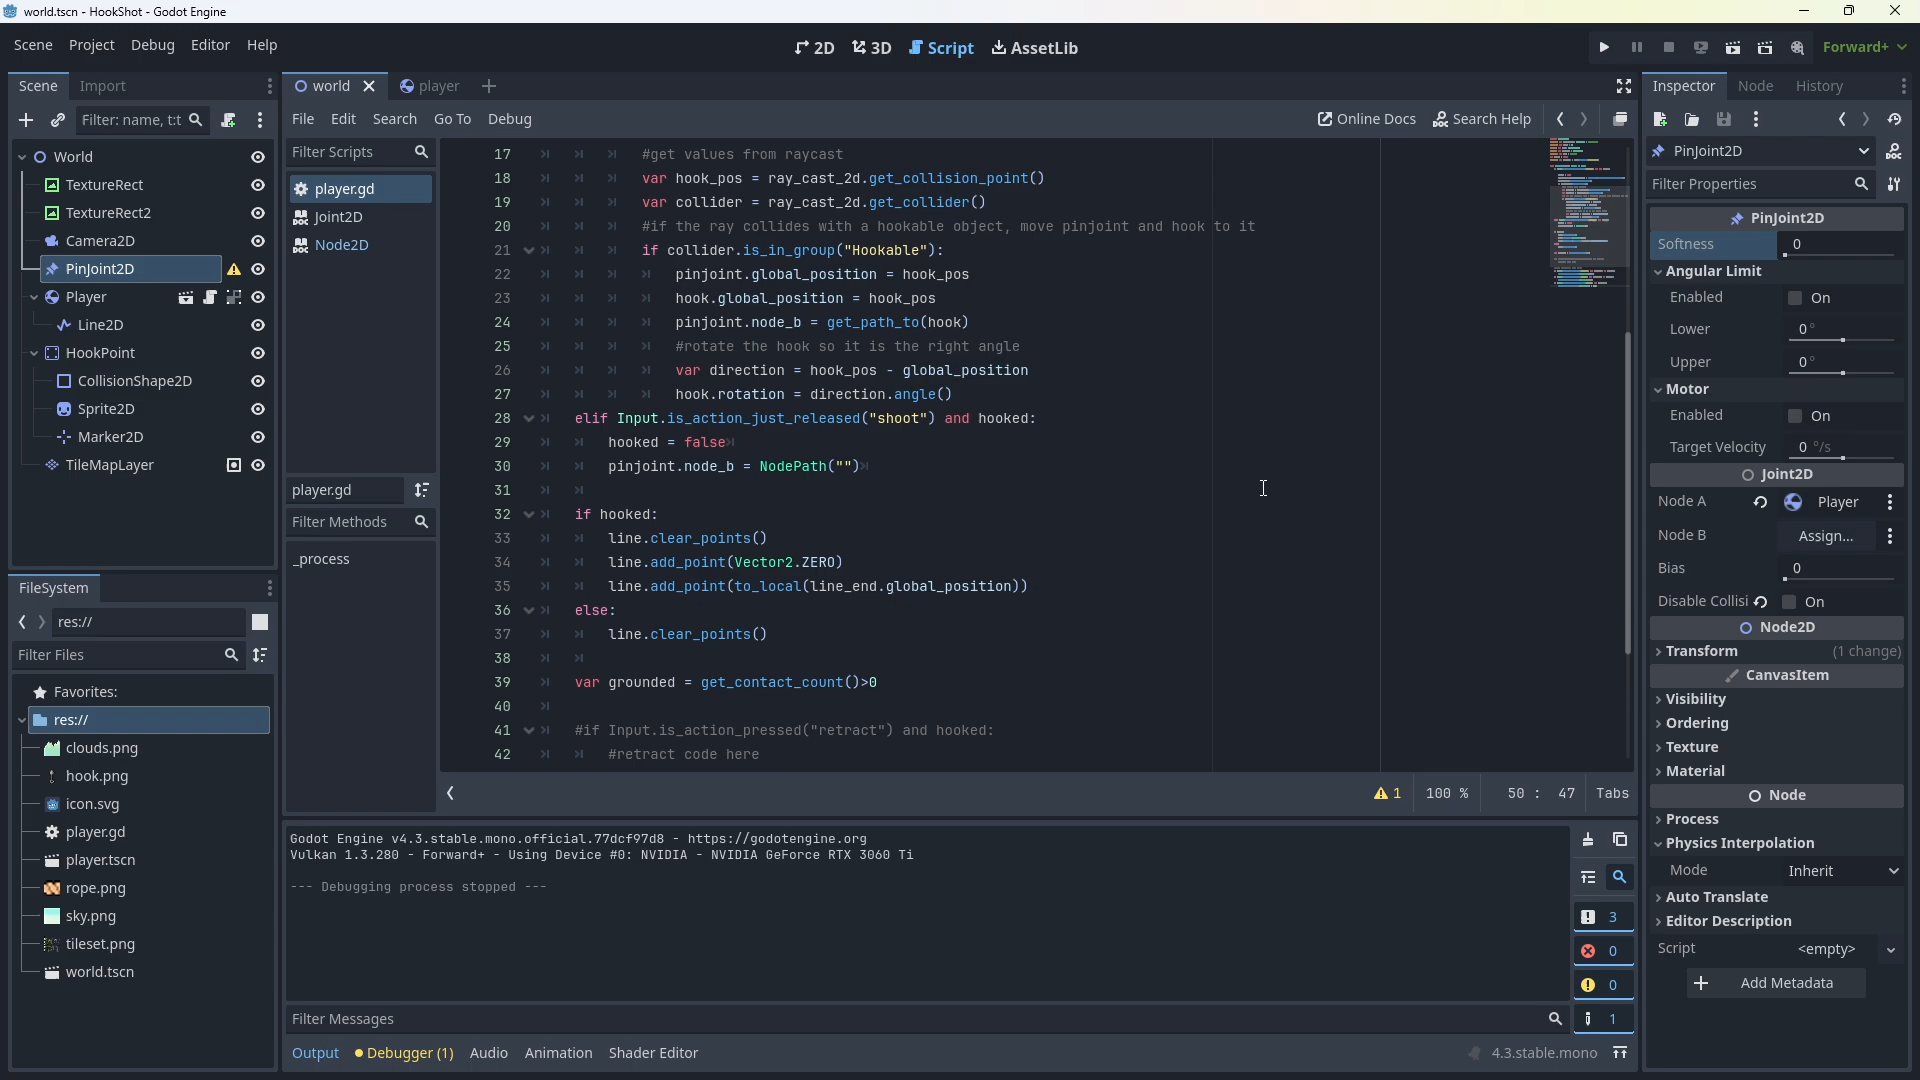 world.tscn - HookShot - Godot Engine
Scene Project Debug Editor Help
2D 3D Script AssetLib
Forward+
Scene Import
Filter: name, t:t
World
TextureRect
TextureRect2
Camera2D
PinJoint2D
Player
Line2D
HookPoint
CollisionShape2D
Sprite2D
Marker2D
TileMapLayer
FileSystem
res://
Filter Files
Favorites:
res://
clouds.png
hook.png
icon.svg
player.gd
player.tscn
rope.png
sky.png
tileset.png
world.tscn
world player
File Edit Search Go To Debug
Online Docs Search Help
Filter Scripts
player.gd
Joint2D
Node2D
player.gd
Filter Methods
_process
17 #get values from raycast
18 var hook_pos = ray_cast_2d.get_collision_point()
19 var collider = ray_cast_2d.get_collider()
20 #if the ray collides with a hookable object, move pinjoint and hook to it
21 if collider.is_in_group("Hookable"):
22 pinjoint.global_position = hook_pos
23 hook.global_position = hook_pos
24 pinjoint.node_b = get_path_to(hook)
25 #rotate the hook so it is the right angle
26 var direction = hook_pos - global_position
27 hook.rotation = direction.angle()
28 elif Input.is_action_just_released("shoot") and hooked:
29 hooked = false
30 pinjoint.node_b = NodePath("")
31
32 if hooked:
33 line.clear_points()
34 line.add_point(Vector2.ZERO)
35 line.add_point(to_local(line_end.global_position))
36 else:
37 line.clear_points()
38
39 var grounded = get_contact_count()>0
40
41 #if Input.is_action_pressed("retract") and hooked:
42 #retract code here
1 100 % 50 : 47 Tabs
Godot Engine v4.3.stable.mono.official.77dcf97d8 - https://godotengine.org
Vulkan 1.3.280 - Forward+ - Using Device #0: NVIDIA - NVIDIA GeForce RTX 3060 Ti
--- Debugging process stopped ---
3
0
0
1
Filter Messages
Output Debugger (1) Audio Animation Shader Editor
4.3.stable.mono
Inspector Node History
PinJoint2D
Filter Properties
PinJoint2D
Softness 0
Angular Limit
Enabled On
Lower 0°
Upper 0°
Motor
Enabled On
Target Velocity 0 °/s
Joint2D
Node A Player
Node B Assign...
Bias 0
Disable Collisi On
Node2D
Transform (1 change)
CanvasItem
Visibility
Ordering
Texture
Material
Node
Process
Physics Interpolation
Mode Inherit
Auto Translate
Editor Description
Script <empty>
Add Metadata